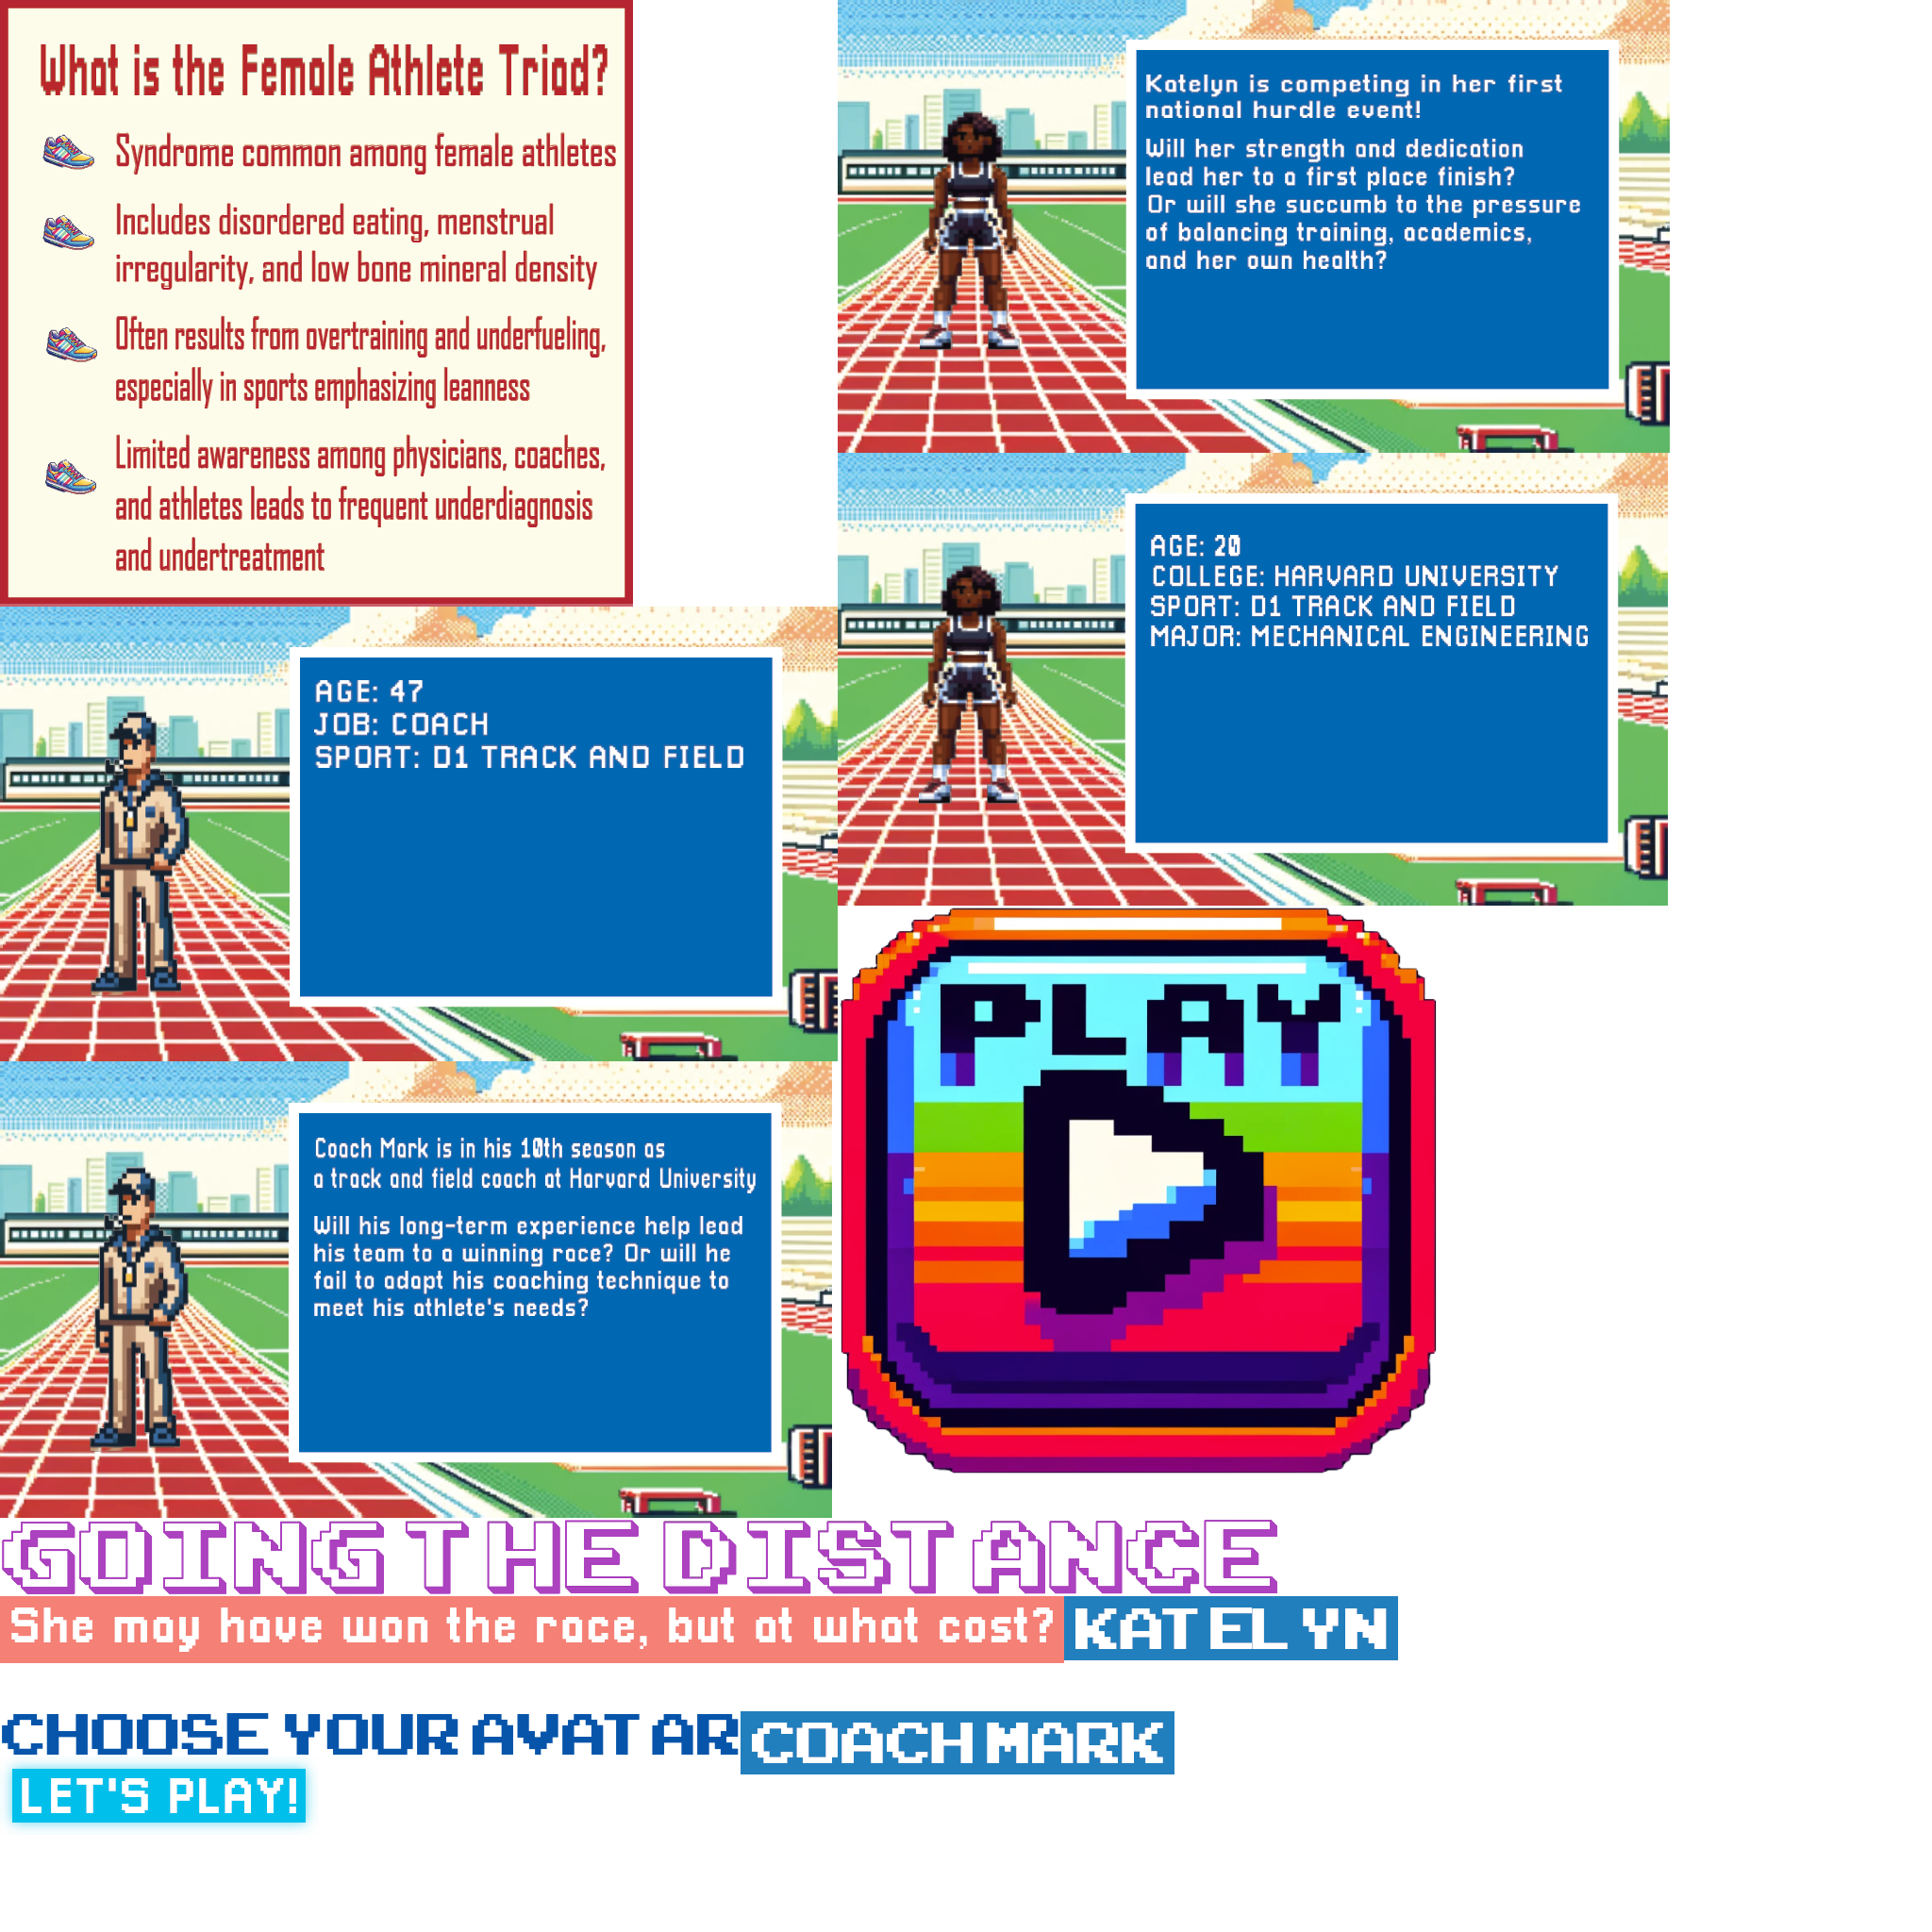 What is the Female Athlete Triad?
Syndrome common among female athletes
Includes disordered eating, menstrual
irregularity, and low bone mineral density
Often results from overtraining and underfueling,
especially in sports emphasizing leanness
Limited awareness among physicians, coaches,
and athletes leads to frequent underdiagnosis
and undertreatment
Katelyn is competing in her first
national hurdle event!
Will her strength and dedication
lead her to a first place finish?
Or will she succumb to the pressure
of balancing training, academics,
and her own health?
AGE: 20
COLLEGE: HARVARD UNIVERSITY
SPORT: D1 TRACK AND FIELD
MAJOR: MECHANICAL ENGINEERING
AGE: 47
JOB: COACH
SPORT: D1 TRACK AND FIELD
PLAY
Coach Mark is in his 10th season as
a track and field coach at Harvard University
Will his long-term experience help lead
his team to a winning race? Or will he
fail to adapt his coaching technique to
meet his athlete's needs?
GOING THE DISTANCE
She may have won the race, but at what cost?
KATELYN
CHOOSE YOUR AVATAR
COACH MARK
LET'S PLAY!